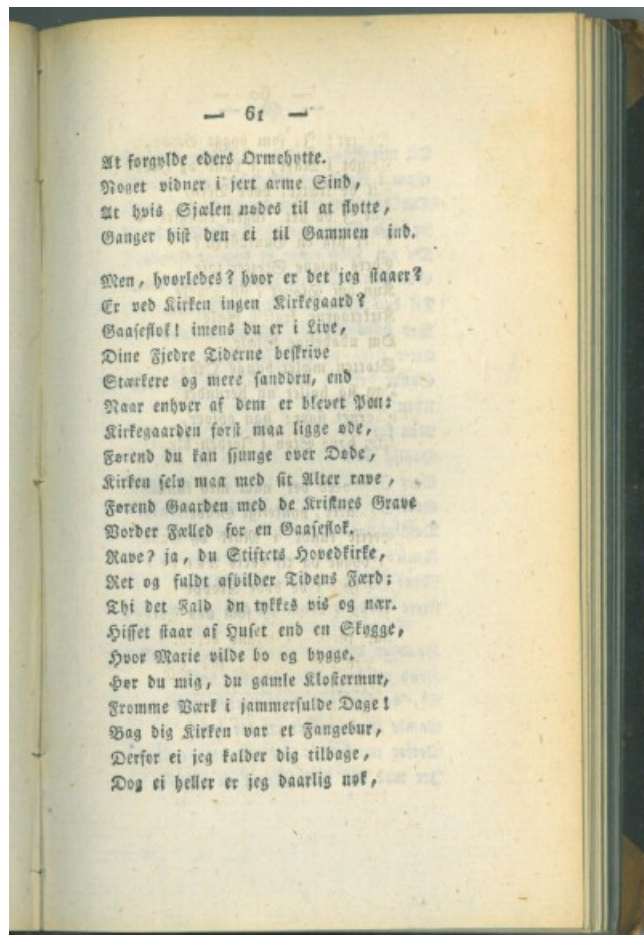 — 61 —
At forgylde eders Ormehytte.
Noget vidner i jert arme Sind,
At hvis Sjælen nødes til at flytte,
Ganger hist den ei til Gammen ind.
Men, hvorledes? hvor er det jeg staaer?
Er ved Kirken ingen Kirkegaard?
Gaaseflok! imens du er i Live,
Dine Fjedre Tiderne beskrive
Stærkere og mere sanddru, end
Naar enhver af dem er blevet Pen:
Kirkegaarden først maa ligge øde,
Førend du kan sjunge over Døde,
Kirken selv maa med sit Alter rave,
Førend Gaarden med de Kristnes Grave
Vorder Fælled for en Gaaseflok.
Rave? ja, du Stiftets Hovedkirke,
Ret og fuldt afbilder Tidens Færd;
Thi det Fald dn tykkes vis og nær.
Hisset staar af Huset end en Skygge,
Hvor Marie vilde bo og bygge.
Hør du mig, du gamle Klostermur,
Fromme Værk i jammerfulde Dage!
Bag dig Kirken var et Fangebur,
Derfor ei jeg kalder dig tilbage,
Dog ei heller er jeg daarlig nok,